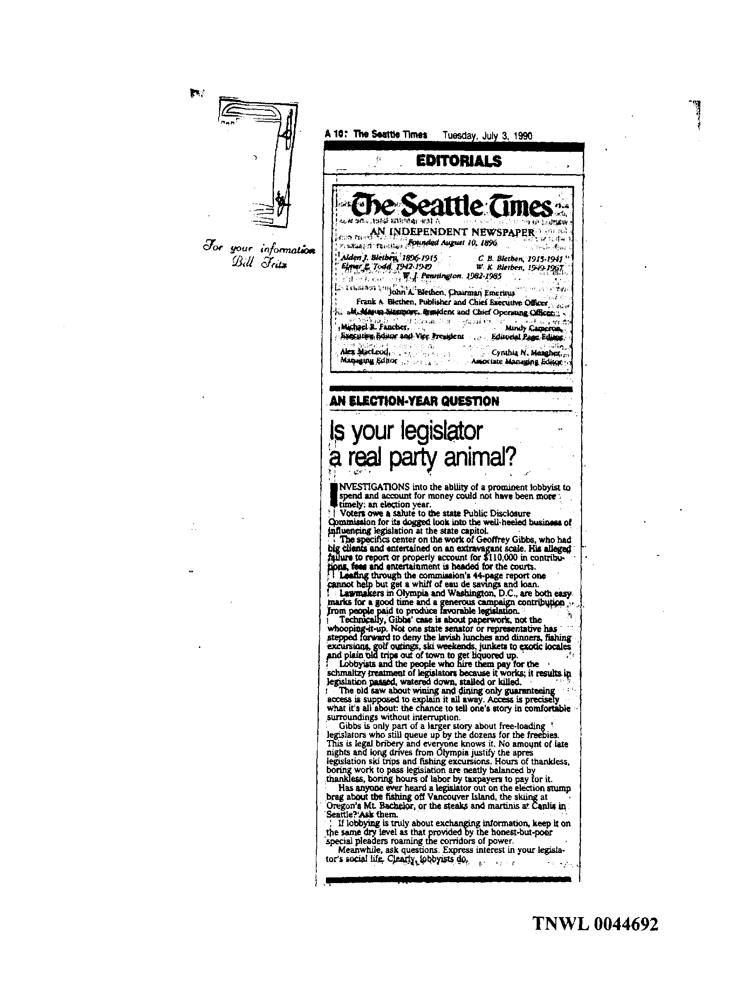 For your information
Bill Fritz
A 10: The Seattle Times Tuesday, July 3, 1990
EDITORIALS
The Seattle Times
AN INDEPENDENT NEWSPAPER
Founded August 10, 1896
Alden J. Blethen, 1896-1915 C. B. Blethen, 1915-1941
Elmer E. Todd, 1942-1949 W. K. Blethen, 1949-1967
W. J. Pennington, 1982-1985
John A. Blethen, Chairman Emeritus
Frank A. Blethen, Publisher and Chief Executive Officer
President and Chief Operating Officer
Michael R. Fancher, Mindy Cameron,
Executive Editor and Vice President Editorial Page Editor
Alex MacLeod, Cynthia N. Meagher,
Managing Editor Associate Managing Editor
AN ELECTION-YEAR QUESTION
Is your legislator
a real party animal?
INVESTIGATIONS into the ability of a prominent lobbyist to
spend and account for money could not have been more
timely: an election year.
Voters owe a salute to the state Public Disclosure
Commission for its dogged look into the well-heeled business of
influencing legislation at the state capitol.
The specifics center on the work of Geoffrey Gibbs, who had
big clients and entertained on an extravagant scale. His alleged
failure to report or properly account for $110,000 in contribu-
tions, fees and entertainment is headed for the courts.
Leafing through the commission's 44-page report one
cannot help but get a whiff of eau de savings and loan.
Lawmakers in Olympia and Washington, D.C., are both easy
marks for a good time and a generous campaign contribution
from people paid to produce favorable legislation.
Technically, Gibbs' case is about paperwork, not the
whooping-it-up. Not one state senator or representative has
stepped forward to deny the lavish lunches and dinners, fishing
excursions, golf outings, ski weekends, junkets to exotic locales
and plain old trips out of town to get liquored up.
Lobbyists and the people who hire them pay for the
schmaltzy treatment of legislators because it works; it results in
legislation passed, watered down, stalled or killed.
The old saw about wining and dining only guaranteeing
access is supposed to explain it all away. Access is precisely
what it's all about: the chance to tell one's story in comfortable
surroundings without interruption.
Gibbs is only part of a larger story about free-loading
legislators who still queue up by the dozens for the freebies.
This is legal bribery and everyone knows it. No amount of late
nights and long drives from Olympia justify the apres
legislation ski trips and fishing excursions. Hours of thankless,
boring work to pass legislation are neatly balanced by
thankless, boring hours of labor by taxpayers to pay for it.
Has anyone ever heard a legislator out on the election stump
brag about the fishing off Vancouver Island, the skiing at
Oregon's Mt. Bachelor, or the steaks and martinis at Canlis in
Seattle? Ask them.
If lobbying is truly about exchanging information, keep it on
the same dry level as that provided by the honest-but-poor
special pleaders roaming the corridors of power.
Meanwhile, ask questions. Express interest in your legisla-
tor's social life. Clearly, lobbyists do.
TNWL 0044692